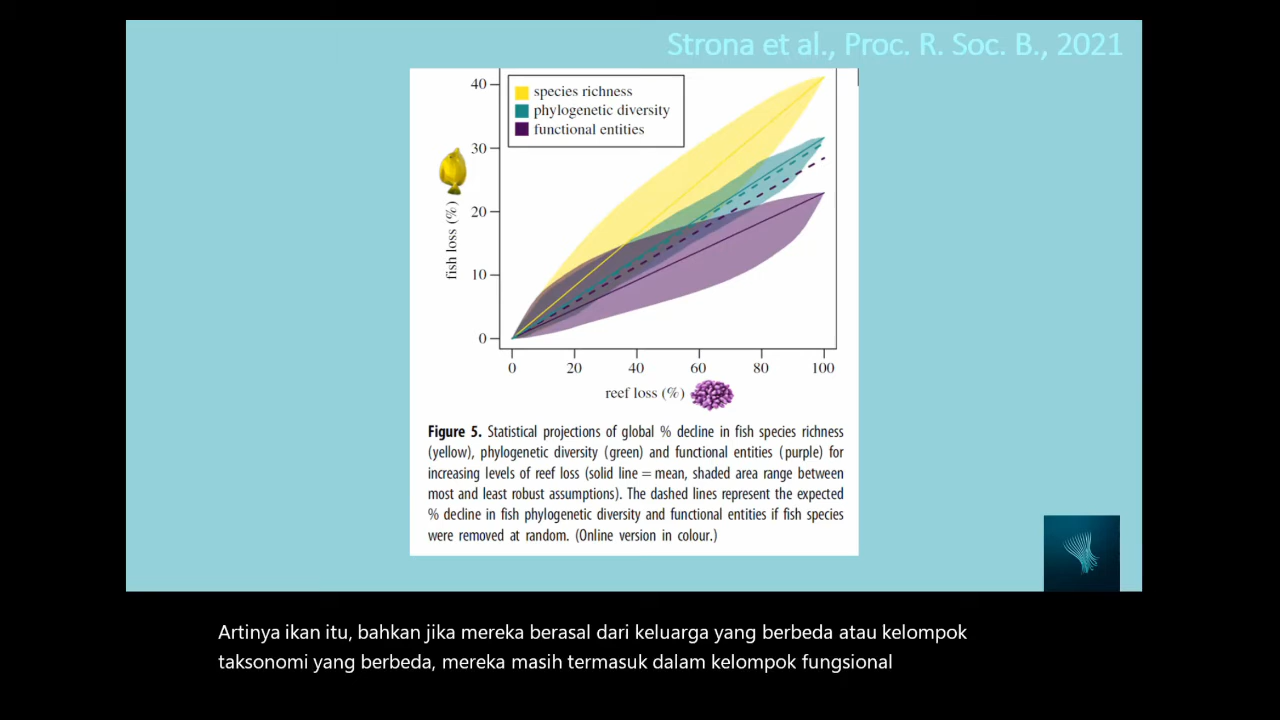 Strona et al., Proc. R. Soc. B., 2021
40
30
20
10
0
fish loss (%)
species richness
phylogenetic diversity
functional entities
0 20 40 60 80 100
reef loss (%)
Figure 5. Statistical projections of global % decline in fish species richness
(yellow), phylogenetic diversity (green) and functional entities (purple) for
increasing levels of reef loss (solid line = mean, shaded area range between
most and least robust assumptions). The dashed lines represent the expected
% decline in fish phylogenetic diversity and functional entities if fish species
were removed at random. (Online version in colour.)
Artinya ikan itu, bahkan jika mereka berasal dari keluarga yang berbeda atau kelompok
taksonomi yang berbeda, mereka masih termasuk dalam kelompok fungsional